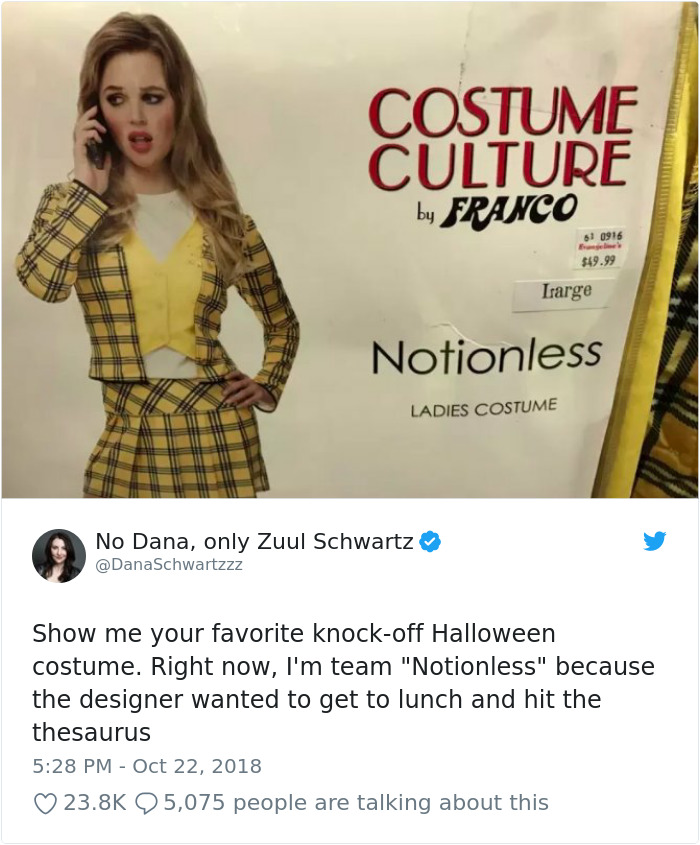 COSTUME
CULTURE
by FRANCO
61 0916
Evangeline's
$49.99
Large
Notionless
LADIES COSTUME
No Dana, only Zuul Schwartz
@DanaSchwartzzz
Show me your favorite knock-off Halloween
costume. Right now, I'm team "Notionless" because
the designer wanted to get to lunch and hit the
thesaurus
5:28 PM - Oct 22, 2018
23.8K 5,075 people are talking about this